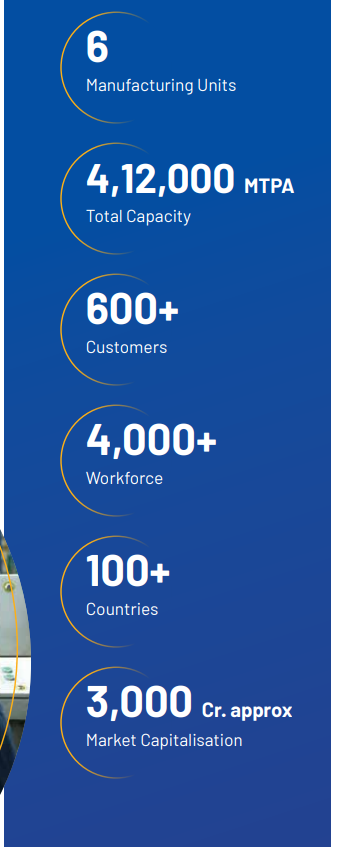 6
Manufacturing Units
4,12,000 MTPA
Total Capacity
600+
Customers
4,000+
Workforce
100+
Countries
3,000 Cr. approx
Market Capitalisation